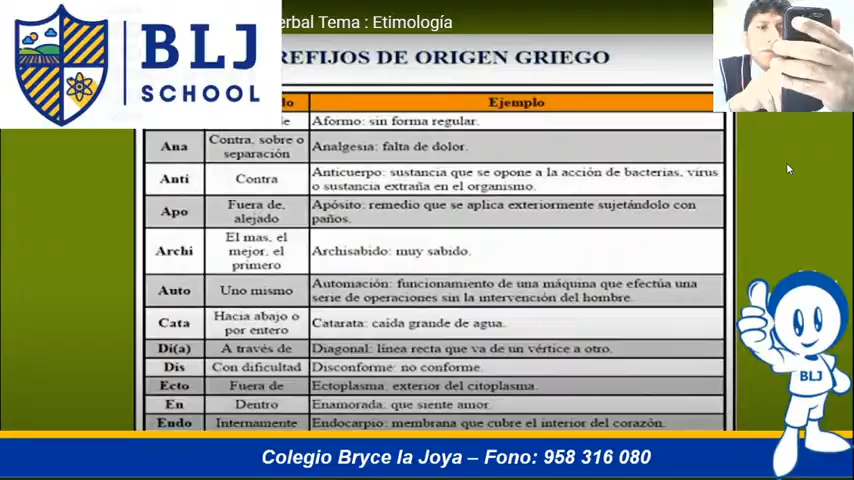 erbal Tema : Etimología
BLJ
SCHOOL
REFIJOS DE ORIGEN GRIEGO
Ejemplo
Aformo: sin forma regular.
Ana
Contra, sobre o
separación
Analgesia: falta de dolor.
Anti
Contra
Anticuerpo: sustancia que se opone a la acción de bacterias, virus
o sustancia extraña en el organismo.
Apo
Fuera de,
alejado
Apósito: remedio que se aplica exteriormente sujetándolo con
paños.
Archi
El mas, el
mejor, el
primero
Archisabido: muy sabido.
Auto
Uno mismo
Automación: funcionamiento de una máquina que efectúa una
serie de operaciones sin la intervención del hombre.
Cata
Hacia abajo o
por entero
Catarata: caida grande de agua.
Di(a)
A través de
Diagonal: linea recta que va de un vértice a otro.
Dis
Con dificultad
Disconforme: no conforme.
Ecto
Fuera de
Ectoplasma: exterior del citoplasma.
En
Dentro
Enamorada: que siente amor.
Endo
Internamente
Endocarpio: membrana que cubre el interior del corazón.
BLJ
Colegio Bryce la Joya – Fono: 958 316 080